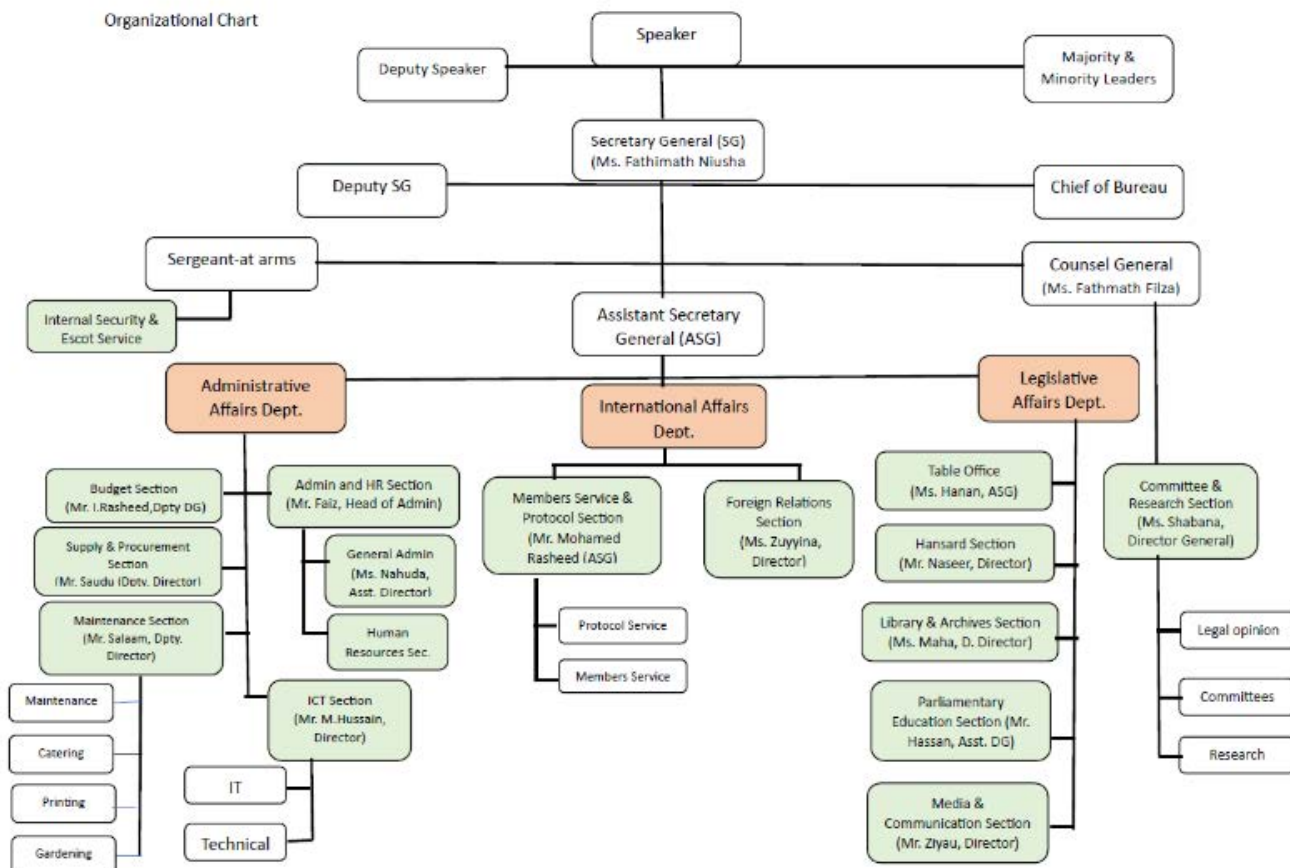 Organizational Chart
Speaker
Deputy Speaker
Majority &
Minority Leaders
Secretary General (SG)
(Ms. Fathimath Niusha
Deputy SG
Chief of Bureau
Sergeant-at arms
Counsel General
(Ms. Fathmath Filza)
Internal Security &
Escot Service
Assistant Secretary
General (ASG)
Administrative
Affairs Dept.
International Affairs
Dept.
Legislative
Affairs Dept.
Budget Section
(Mr. I.Rasheed,Dpty DG)
Admin and HR Section
(Mr. Faiz, Head of Admin)
Supply & Procurement
Section
(Mr. Saudu (Dpty. Director)
General Admin
(Ms. Nahuda,
Asst. Director)
Maintenance Section
(Mr. Salaam, Dpty.
Director)
Human
Resources Sec.
Maintenance
Catering
Printing
Gardening
ICT Section
(Mr. M.Hussain,
Director)
IT
Technical
Members Service &
Protocol Section
(Mr. Mohamed
Rasheed (ASG)
Protocol Service
Members Service
Foreign Relations
Section
(Ms. Zuyyina,
Director)
Table Office
(Ms. Hanan, ASG)
Hansard Section
(Mr. Naseer, Director)
Library & Archives Section
(Ms. Maha, D. Director)
Parliamentary
Education Section (Mr.
Hassan, Asst. DG)
Media &
Communication Section
(Mr. Ziyau, Director)
Committee &
Research Section
(Ms. Shabana,
Director General)
Legal opinion
Committees
Research